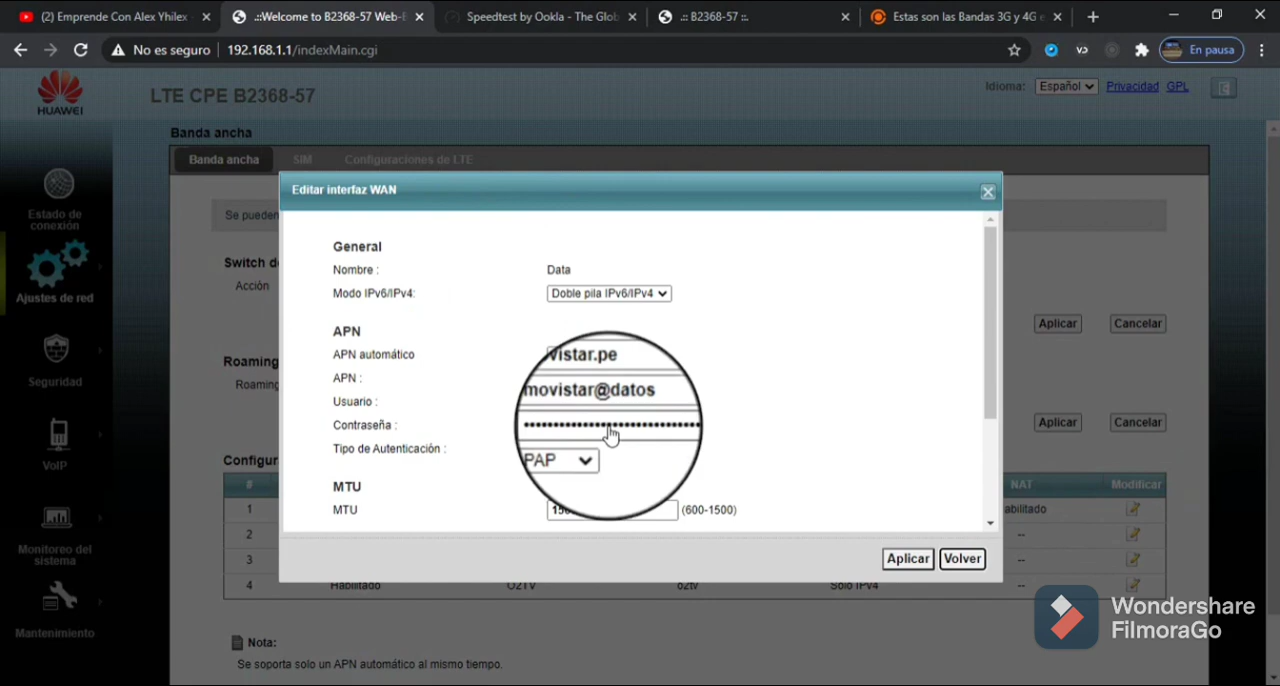 (2) Emprende Con Alex Yhilex
.::Welcome to B2368-57 Web-B
Speedtest by Ookla - The Glob
.:: B2368-57 ::.
Estas son las Bandas 3G y 4G e
No es seguro
192.168.1.1/indexMain.cgi
En pausa
HUAWEI
LTE CPE B2368-57
Idioma:
Español
Privacidad
GPL
Banda ancha
Banda ancha
SIM
Configuraciones de LTE
Estado de
conexión
Ajustes de red
Seguridad
VoIP
Monitoreo del
sistema
Mantenimiento
Se pueden
Switch d
Acción
Aplicar
Cancelar
Roaming
Roaming
Aplicar
Cancelar
Configur
#
NAT
Modificar
1
abilitado
2
--
3
--
4
Habilitado
O2TV
o2tv
Solo IPv4
--
Editar interfaz WAN
General
Nombre :
Data
Modo IPv6/IPv4:
Doble pila IPv6/IPv4
APN
APN automático
vistar.pe
APN :
movistar@datos
Usuario :
Contraseña :
Tipo de Autenticación :
PAP
MTU
MTU
(600-1500)
Aplicar
Volver
Nota:
Se soporta solo un APN automático al mismo tiempo.
Wondershare
FilmoraGo